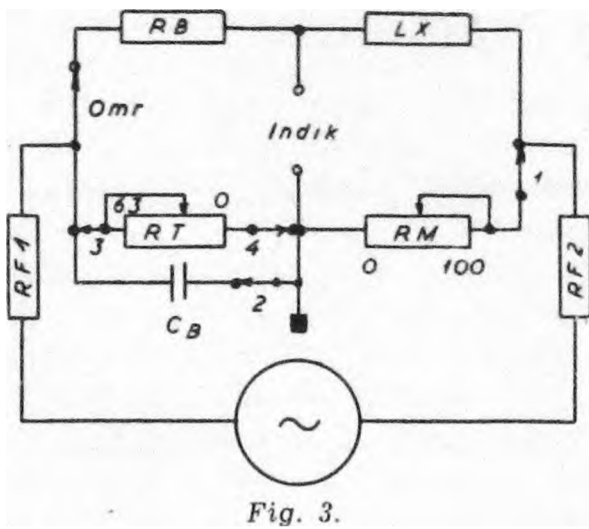 RB LX
Omr
Indik
1
63 0
RT RM
3 4
0 100
RF1 RF2
CB 2
~
Fig. 3.